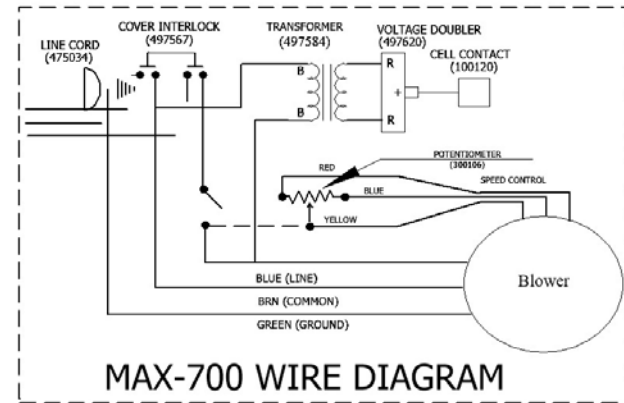 COVER INTERLOCK
(497567)
TRANSFORMER
(497584)
VOLTAGE DOUBLER
(497620)
LINE CORD
(475034)
CELL CONTACT
(100120)
B
R
+
B
R
POTENTIOMETER
(300106)
RED
SPEED CONTROL
BLUE
YELLOW
Blower
BLUE (LINE)
BRN (COMMON)
GREEN (GROUND)
MAX-700 WIRE DIAGRAM